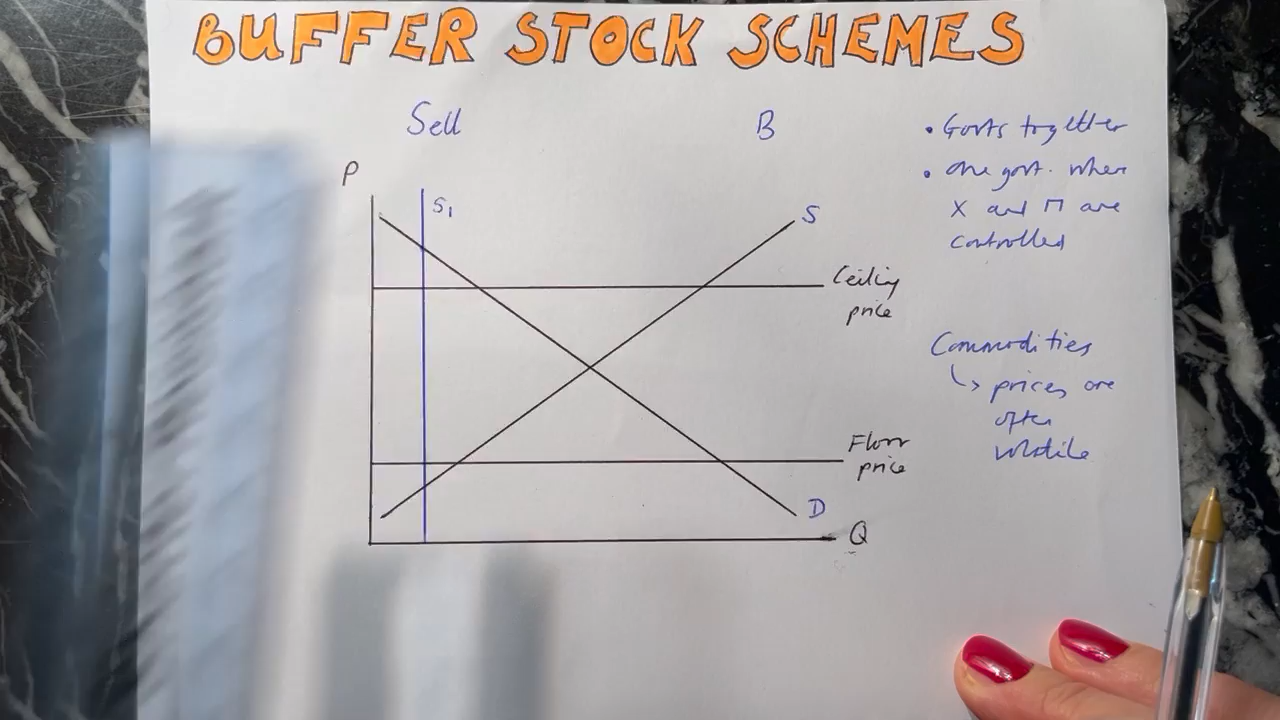 BUFFER STOCK SCHEMES
Sell
B
P
S₁
S
Ceiling
price
Floor
price
D
Q
• Govts together
• One govt. when
X and M are
controlled
Commodities
↳ prices are
often
volatile